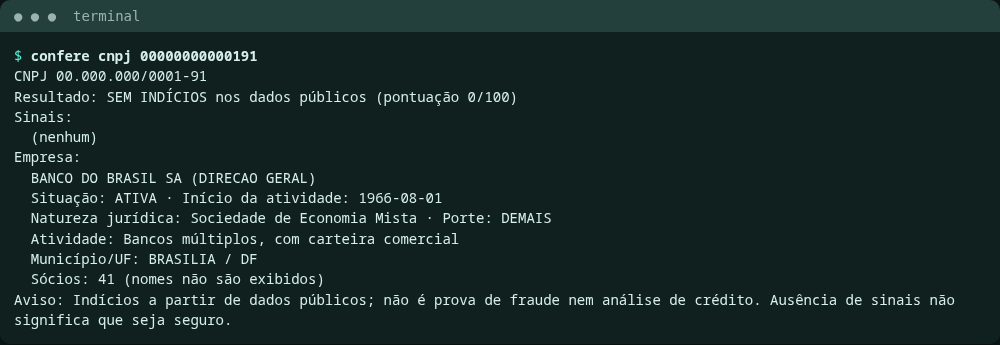 terminal
$ confere cnpj 00000000000191
CNPJ 00.000.000/0001-91
Resultado: SEM INDÍCIOS nos dados públicos (pontuação 0/100)
Sinais:
(nenhum)
Empresa:
BANCO DO BRASIL SA (DIRECAO GERAL)
Situação: ATIVA · Início da atividade: 1966-08-01
Natureza jurídica: Sociedade de Economia Mista · Porte: DEMAIS
Atividade: Bancos múltiplos, com carteira comercial
Município/UF: BRASILIA / DF
Sócios: 41 (nomes não são exibidos)
Aviso: Indícios a partir de dados públicos; não é prova de fraude nem análise de crédito. Ausência de sinais não
significa que seja seguro.